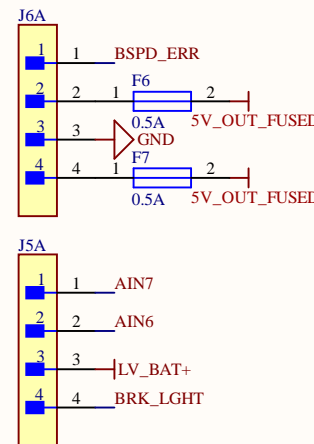 J6A
1 1 BSPD_ERR
F6
2 2 1 2
0.5A 5V_OUT_FUSED
3 3 GND
F7
4 4 1 2
0.5A 5V_OUT_FUSED
J5A
1 1 AIN7
2 2 AIN6
3 3 LV_BAT+
4 4 BRK_LGHT